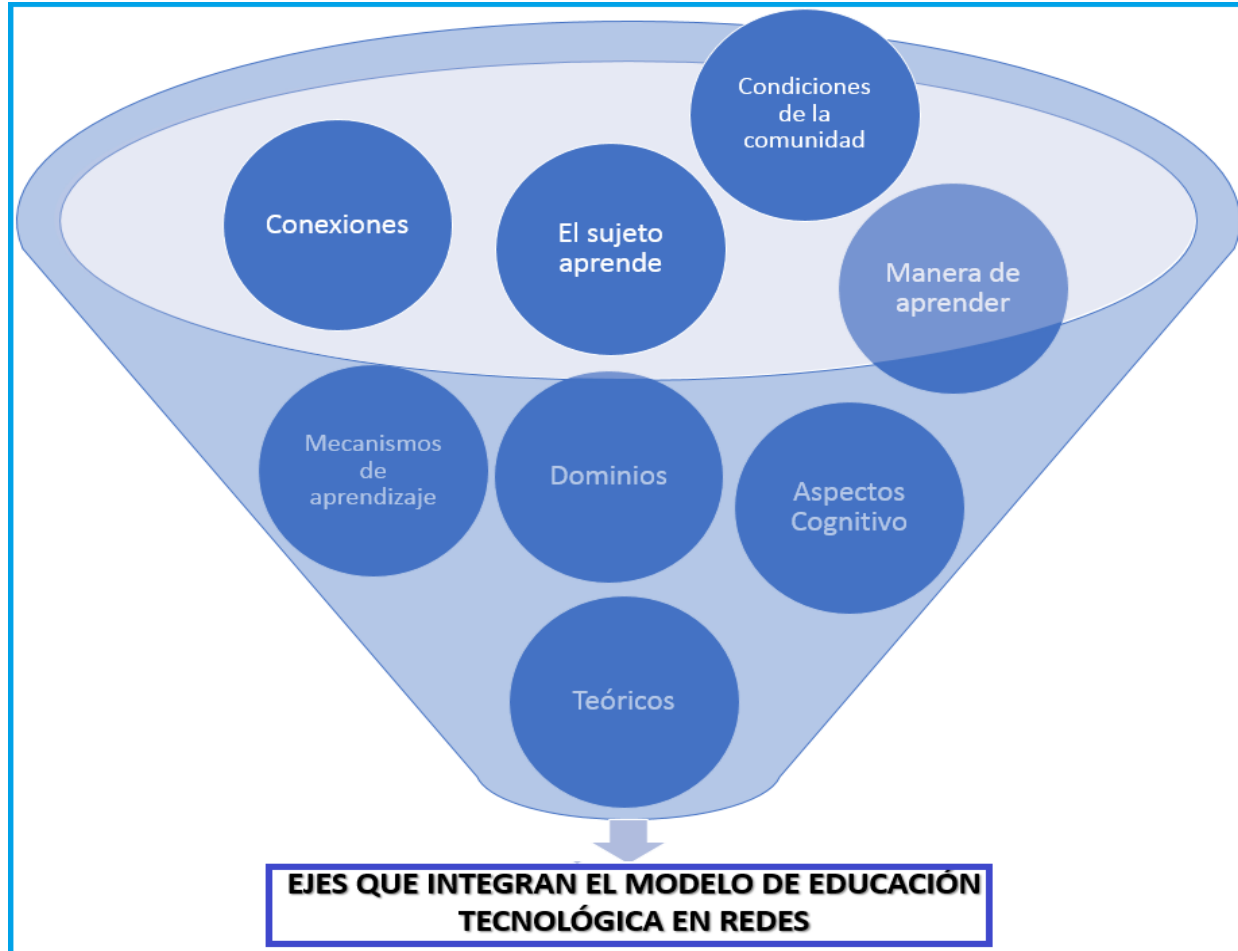 Condiciones
de la
comunidad
Conexiones
El sujeto
aprende
Manera de
aprender
Mecanismos
de
aprendizaje
Dominios
Aspectos
Cognitivo
Teóricos
EJES QUE INTEGRAN EL MODELO DE EDUCACIÓN
TECNOLÓGICA EN REDES